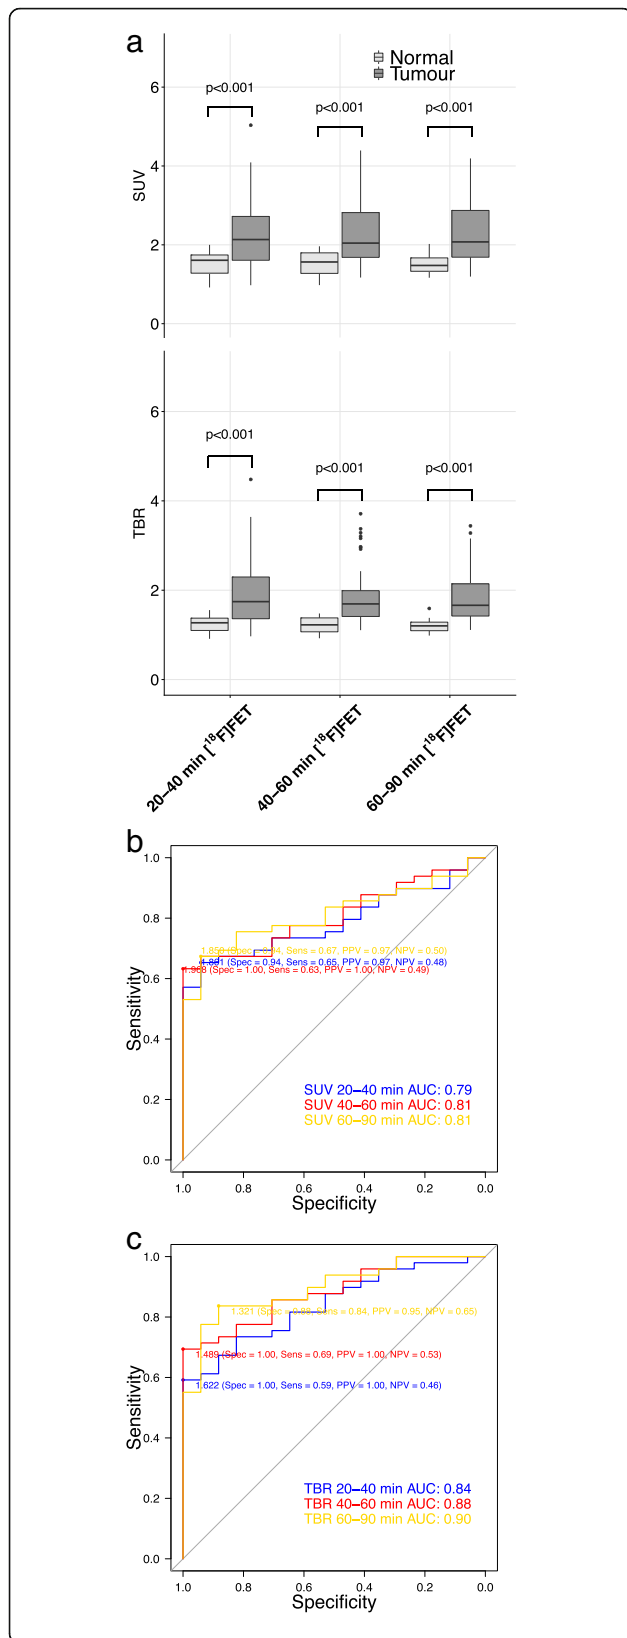 a
Normal
Tumour
p<0.001
p<0.001
p<0.001
6
4
2
0
SUV
p<0.001
p<0.001
p<0.001
6
4
2
0
TBR
20–40 min [¹⁸F]FET
40–60 min [¹⁸F]FET
60–90 min [¹⁸F]FET
b
1.0
0.8
0.6
0.4
0.2
0.0
Sensitivity
(Spec = 0.94, Sens = 0.67, PPV = 0.97, NPV = 0.50)
(Spec = 0.94, Sens = 0.65, PPV = 0.97, NPV = 0.48)
(Spec = 1.00, Sens = 0.63, PPV = 1.00, NPV = 0.49)
SUV 20–40 min AUC: 0.79
SUV 40–60 min AUC: 0.81
SUV 60–90 min AUC: 0.81
1.0 0.8 0.6 0.4 0.2 0.0
Specificity
c
1.0
0.8
0.6
0.4
0.2
0.0
Sensitivity
1.321 (Spec = 0.88, Sens = 0.84, PPV = 0.95, NPV = 0.65)
1.489 (Spec = 1.00, Sens = 0.69, PPV = 1.00, NPV = 0.53)
1.622 (Spec = 1.00, Sens = 0.59, PPV = 1.00, NPV = 0.46)
TBR 20–40 min AUC: 0.84
TBR 40–60 min AUC: 0.88
TBR 60–90 min AUC: 0.90
1.0 0.8 0.6 0.4 0.2 0.0
Specificity